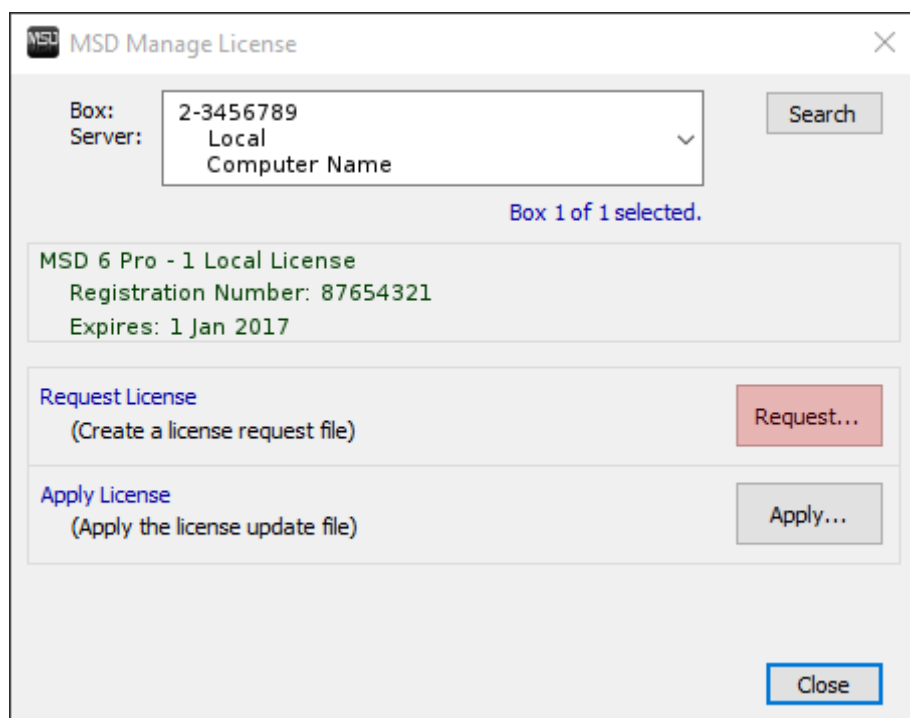 MSD MSD Manage License
Box: 2-3456789 Search
Server: Local
Computer Name
Box 1 of 1 selected.
MSD 6 Pro - 1 Local License
Registration Number: 87654321
Expires: 1 Jan 2017
Request License
(Create a license request file)
Request...
Apply License
(Apply the license update file)
Apply...
Close